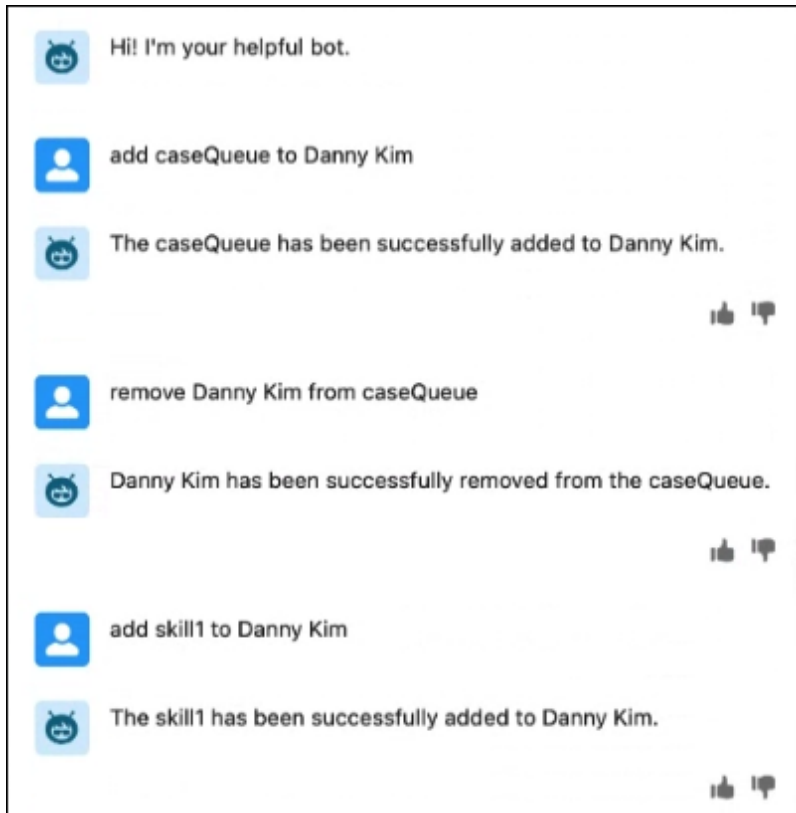 Hi! I'm your helpful bot.
add caseQueue to Danny Kim
The caseQueue has been successfully added to Danny Kim.
remove Danny Kim from caseQueue
Danny Kim has been successfully removed from the caseQueue.
add skill1 to Danny Kim
The skill1 has been successfully added to Danny Kim.